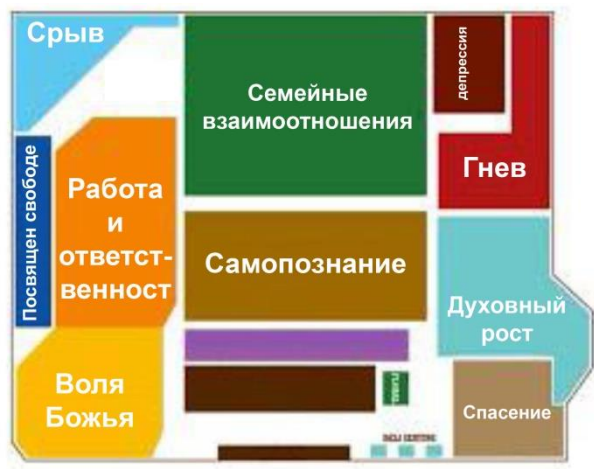 Срыв
Семейные
взаимоотношения
депрессия
Гнев
Посвящен свободе
Работа
и
ответст-
венност
Самопознание
Духовный
рост
Воля
Божья
Спасение